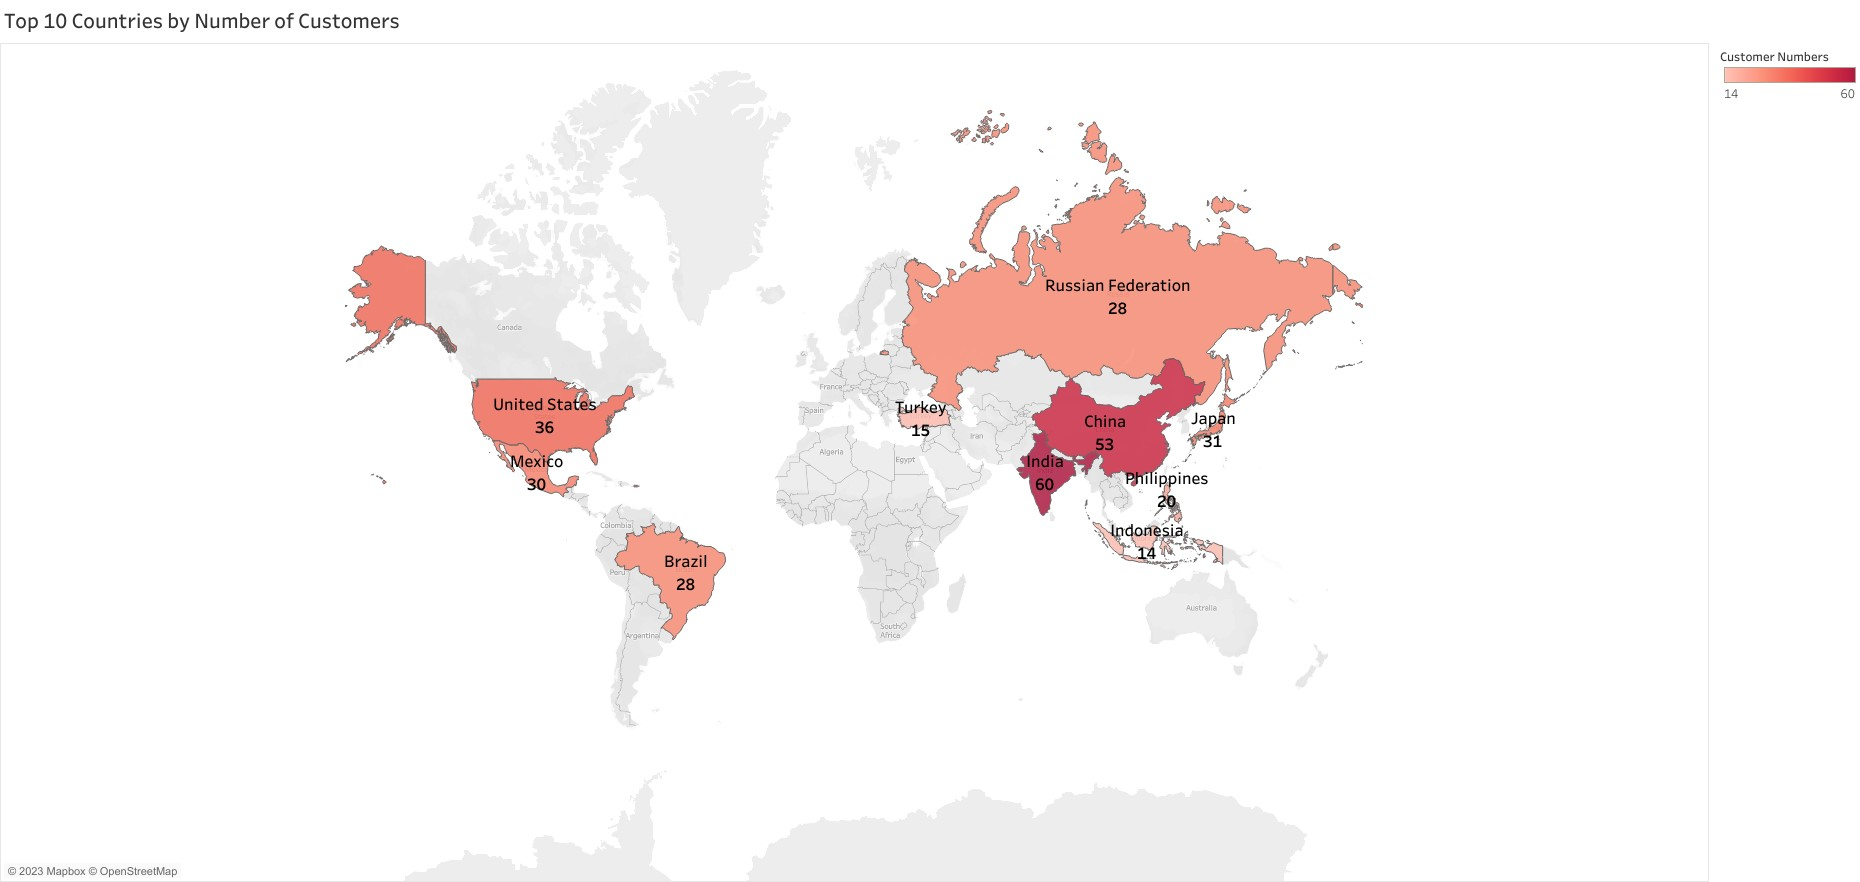 Top 10 Countries by Number of Customers
Customer Numbers
14 60
Russian Federation
28
Canada
United States
36
Mexico
30
France
Spain
Turkey
15
Iran
Algeria
Egypt
China
53
Japan
31
India
60
Philippines
20
Indonesia
14
Colombia
Brazil
28
Peru
Argentina
South
Africa
Australia
© 2023 Mapbox © OpenStreetMap